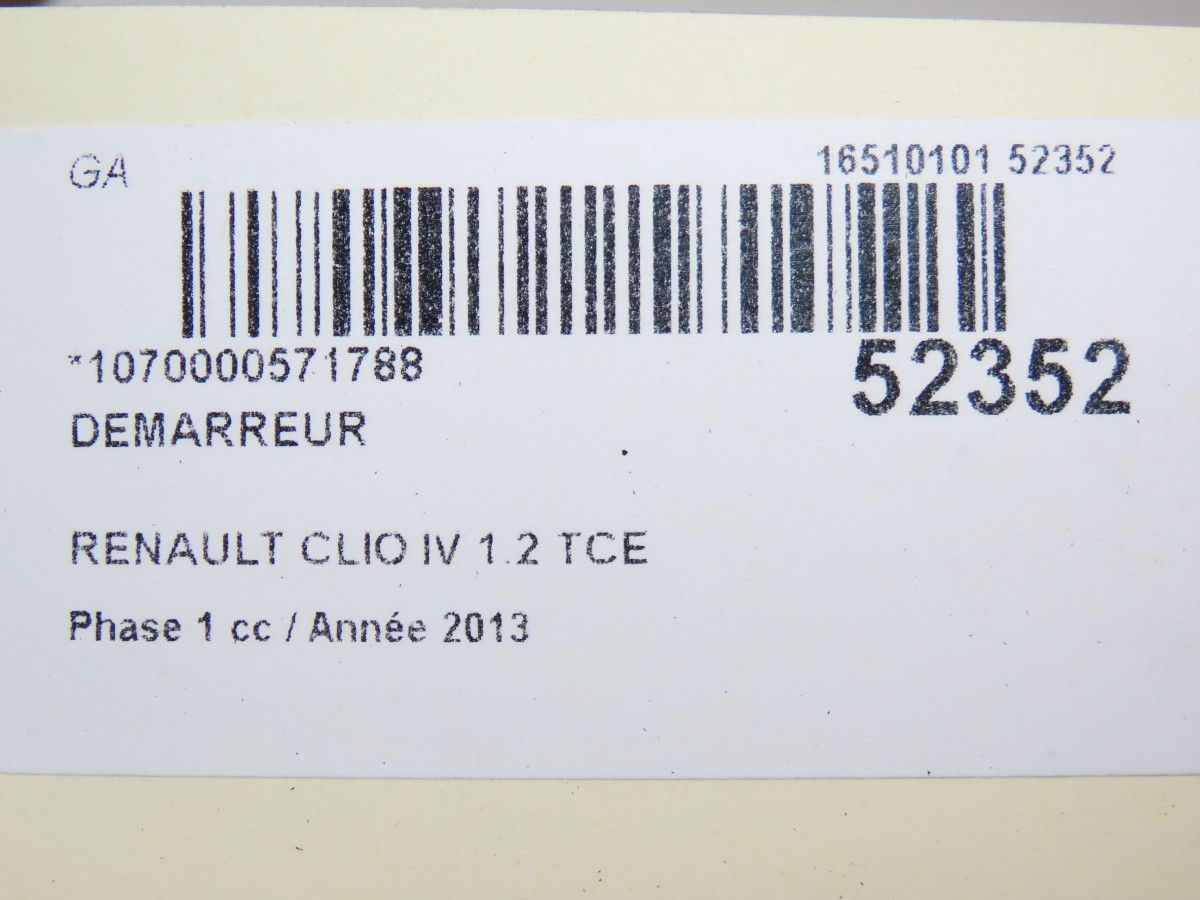 GA
16510101 52352
*1070000571788
52352
DEMARREUR
RENAULT CLIO IV 1.2 TCE
Phase 1 cc / Année 2013